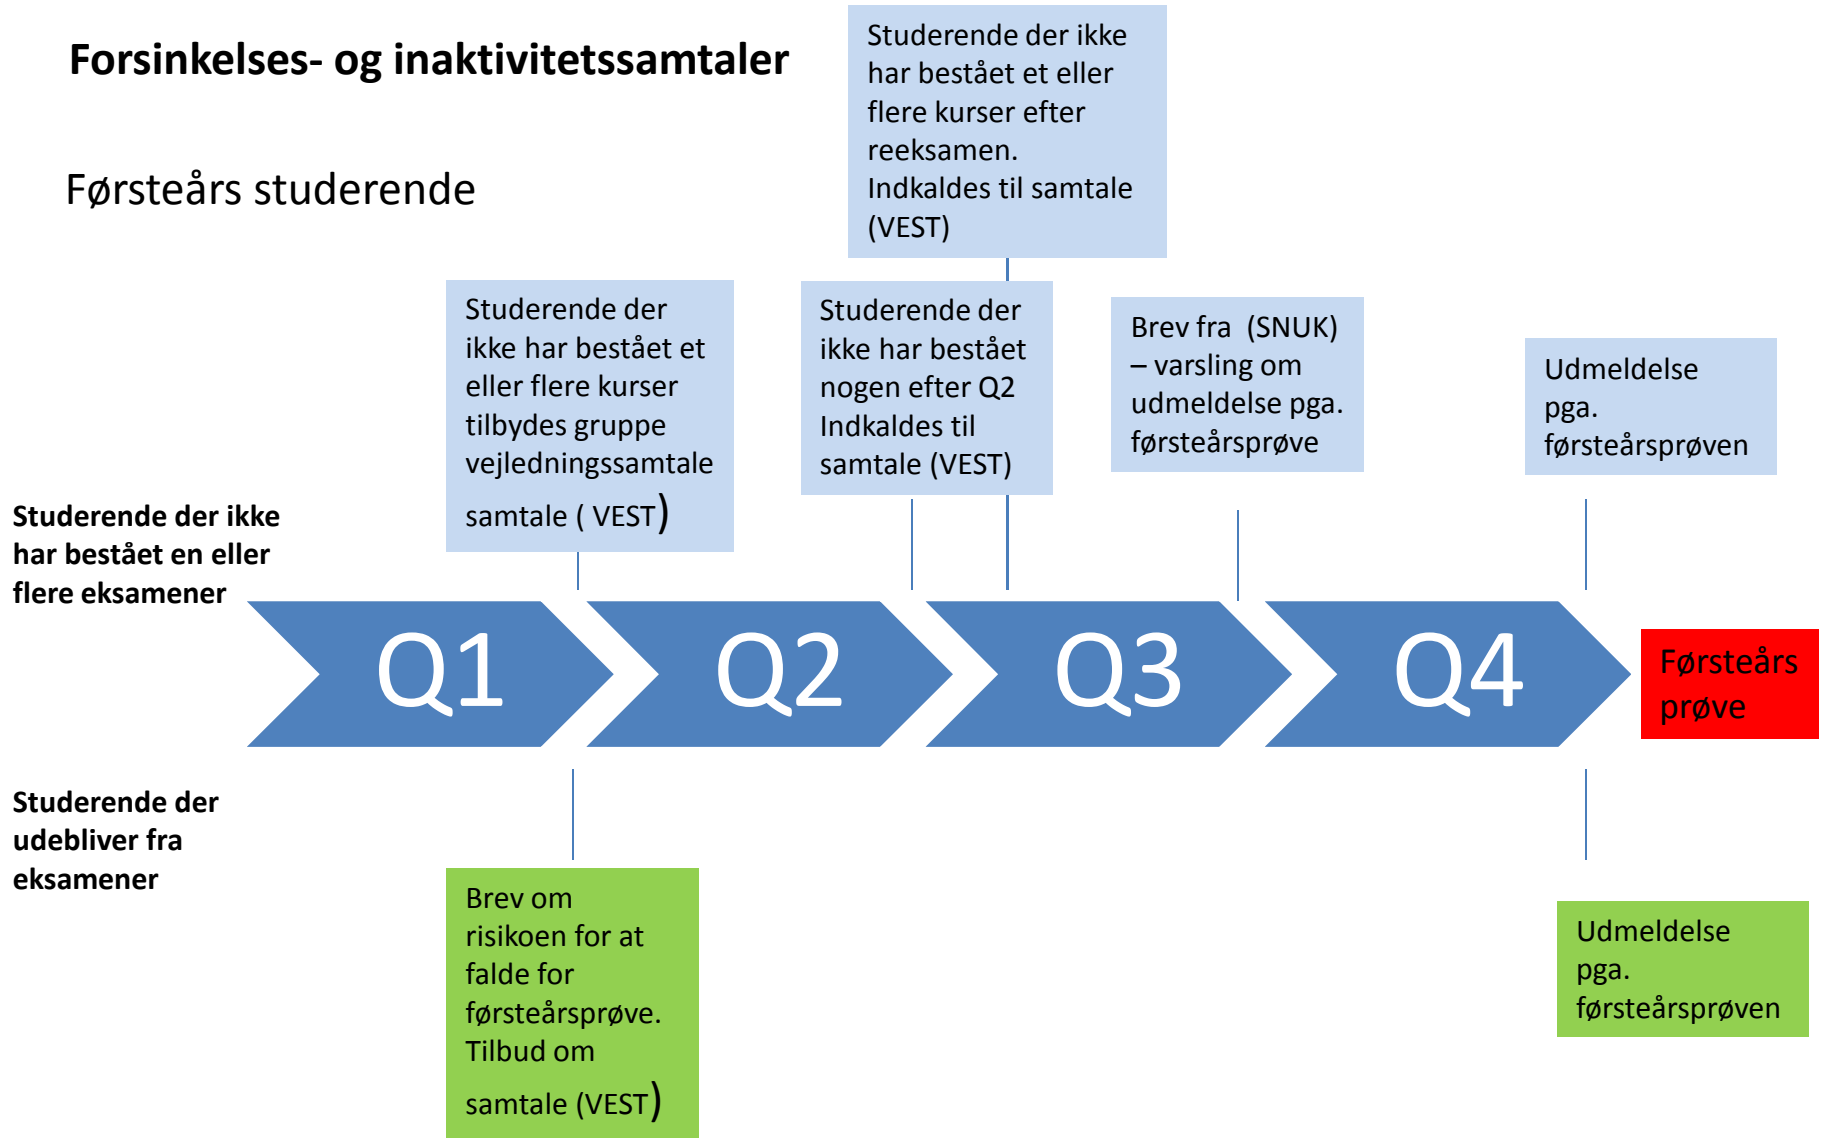 Forsinkelses- og inaktivitetssamtaler
Førsteårs studerende
Studerende der ikke
har bestået et eller
flere kurser efter
reeksamen.
Indkaldes til samtale
(VEST)
Studerende der
ikke har bestået et
eller flere kurser
tilbydes gruppe
vejledningssamtale
samtale ( VEST)
Studerende der
ikke har bestået
nogen efter Q2
Indkaldes til
samtale (VEST)
Brev fra  (SNUK)
– varsling om
udmeldelse pga.
førsteårsprøve
Udmeldelse
pga.
førsteårsprøven
Studerende der ikke
har bestået en eller
flere eksamener
Q1
Q2
Q3
Q4
Førsteårs
prøve
Studerende der
udebliver fra
eksamener
Brev om
risikoen for at
falde for
førsteårsprøve.
Tilbud om
samtale (VEST)
Udmeldelse
pga.
førsteårsprøven